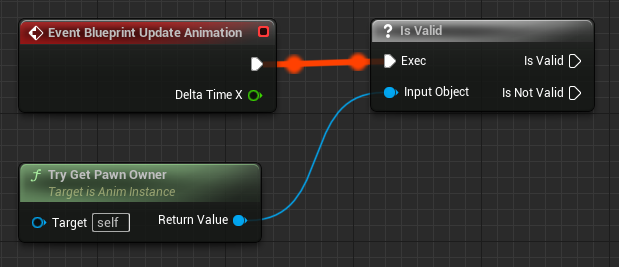 Event Blueprint Update Animation
Delta Time X
? Is Valid
Exec
Is Valid
Input Object
Is Not Valid
f Try Get Pawn Owner
Target is Anim Instance
Target self
Return Value